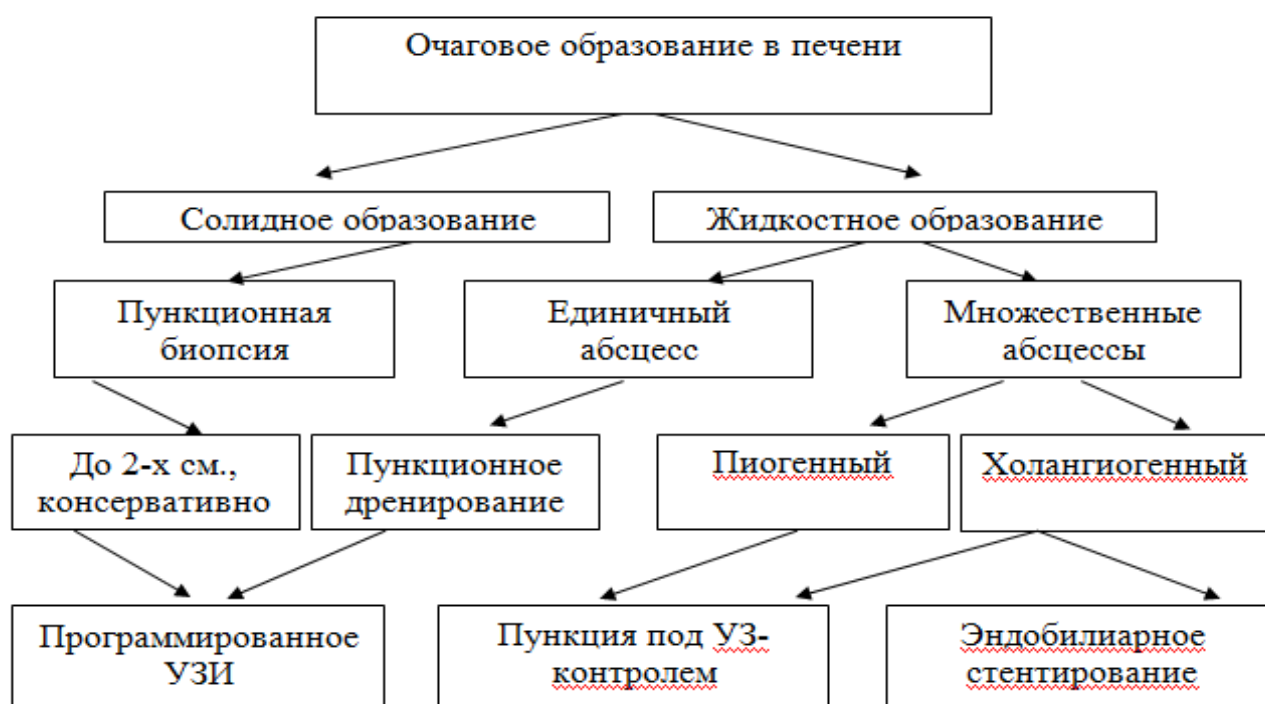 Очаговое образование в печени
Солидное образование
Жидкостное образование
Пункционная
биопсия
Единичный
абсцесс
Множественные
абсцессы
До 2-х см.,
консервативно
Пункционное
дренирование
Пиогенный
Холангиогенный
Программированное
УЗИ
Пункция под УЗ-
контролем
Эндобилиарное
стентирование